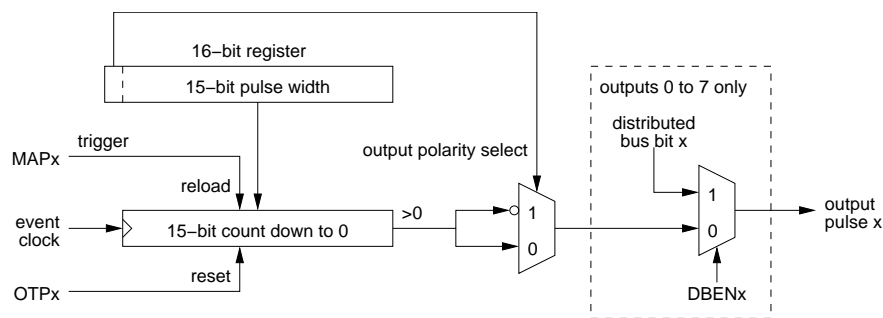 16−bit register
15−bit pulse width
outputs 0 to 7 only
distributed
bus bit x
trigger
MAPx
output polarity select
reload
1
1
output
pulse x
event
clock
15−bit count down to 0
>0
0
0
reset
OTPx
DBENx